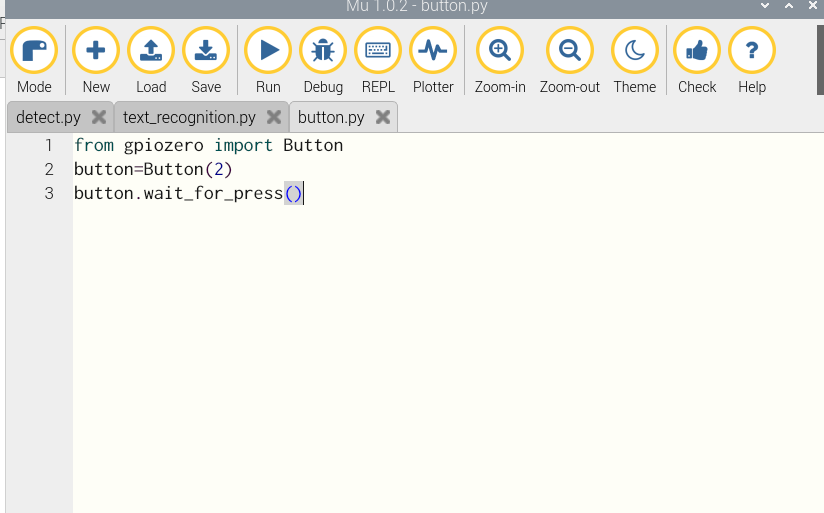 Mu 1.0.2 - button.py
Mode New Load Save Run Debug REPL Plotter Zoom-in Zoom-out Theme Check Help
detect.py text_recognition.py button.py
1 from gpiozero import Button
2 button=Button(2)
3 button.wait_for_press()